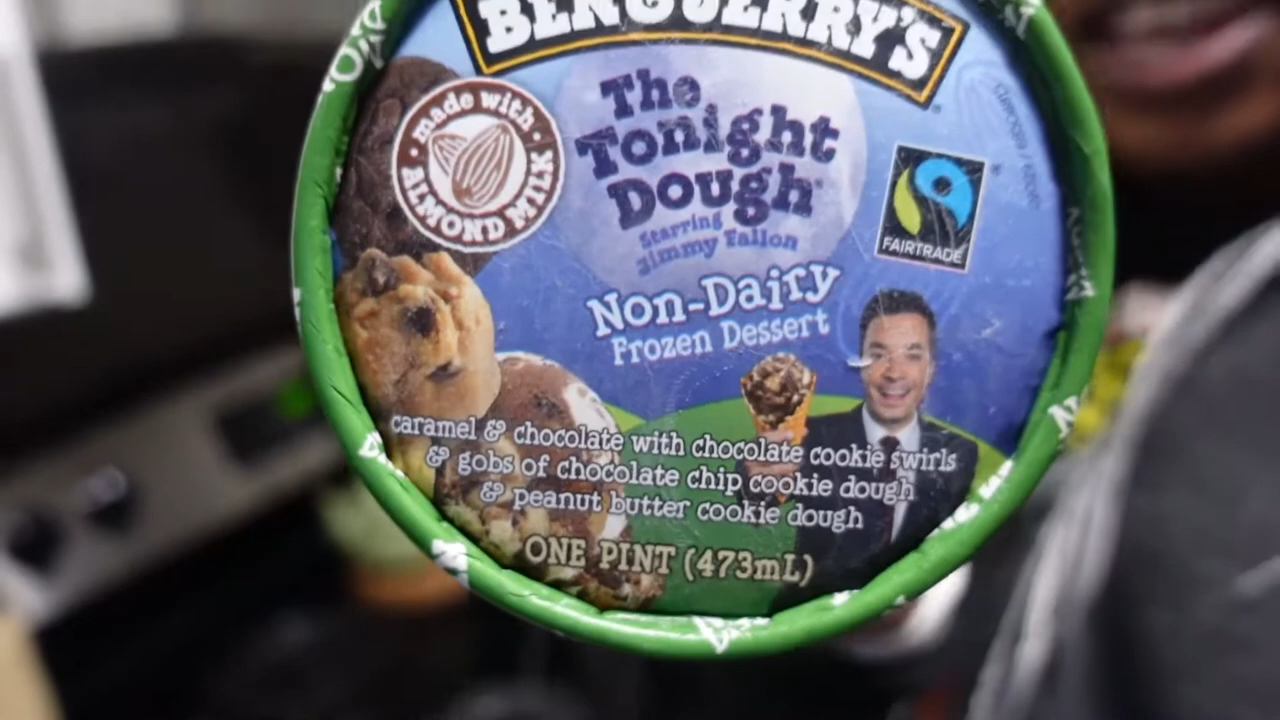 BEN & JERRY'S
made with
ALMOND MILK
The
Tonight
Dough
Starring
Jimmy Fallon
FAIRTRADE
Non-Dairy
Frozen Dessert
caramel & chocolate with chocolate cookie swirls
& gobs of chocolate chip cookie dough
& peanut butter cookie dough
ONE PINT (473mL)